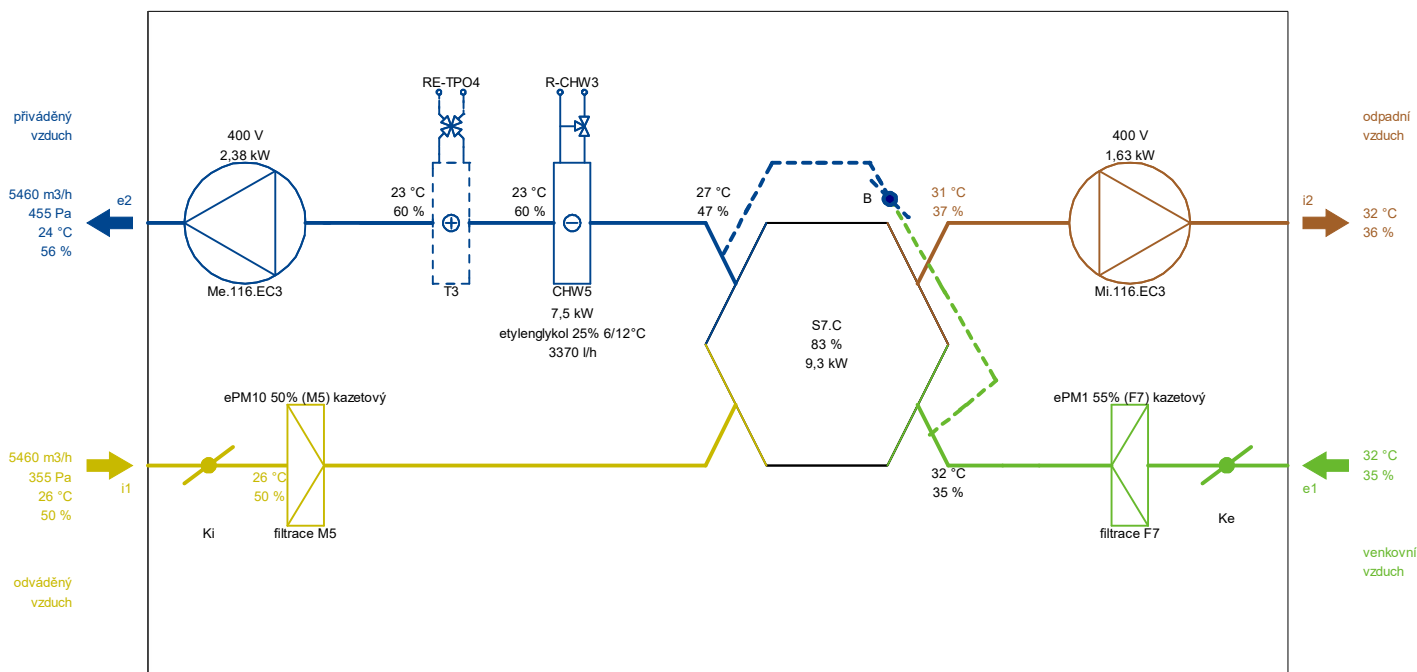 RE-TPO4
R-CHW3
přiváděný
vzduch
400 V
2,38 kW
400 V
1,63 kW
odpadní
vzduch
5460 m3/h
455 Pa
24 °C
56 %
e2
23 °C
60 %
23 °C
60 %
27 °C
47 %
B
31 °C
37 %
i2
32 °C
36 %
Me.116.EC3
T3
CHW5
7,5 kW
etylenglykol 25% 6/12°C
3370 l/h
S7.C
83 %
9,3 kW
Mi.116.EC3
ePM10 50% (M5) kazetový
ePM1 55% (F7) kazetový
5460 m3/h
355 Pa
26 °C
50 %
i1
26 °C
50 %
32 °C
35 %
32 °C
35 %
e1
Ki
filtrace M5
filtrace F7
Ke
odváděný
vzduch
venkovní
vzduch